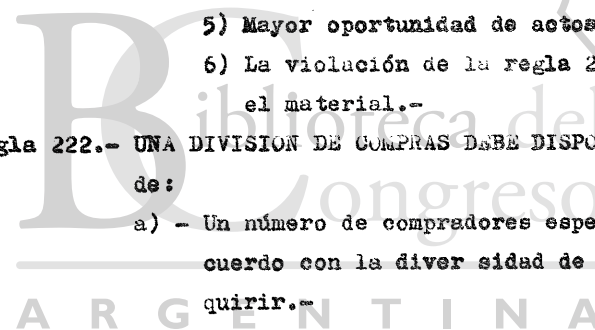 5) Mayor oportunidad de actos
6) La violación de la regla 2
el material.-
gla 222.- UNA DIVISION DE COMPRAS DEBE DISPO
de:
a) - Un número de compradores espe
cuerdo con la diver sidad de
quirir.-
BC
iblioteca del
Congreso
ARGENTINA